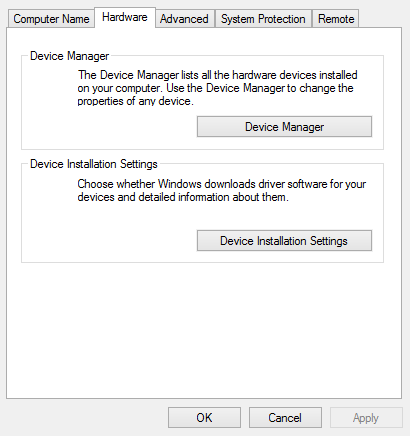 Computer Name Hardware Advanced System Protection Remote
Device Manager
The Device Manager lists all the hardware devices installed
on your computer. Use the Device Manager to change the
properties of any device.
Device Manager
Device Installation Settings
Choose whether Windows downloads driver software for your
devices and detailed information about them.
Device Installation Settings
OK Cancel Apply